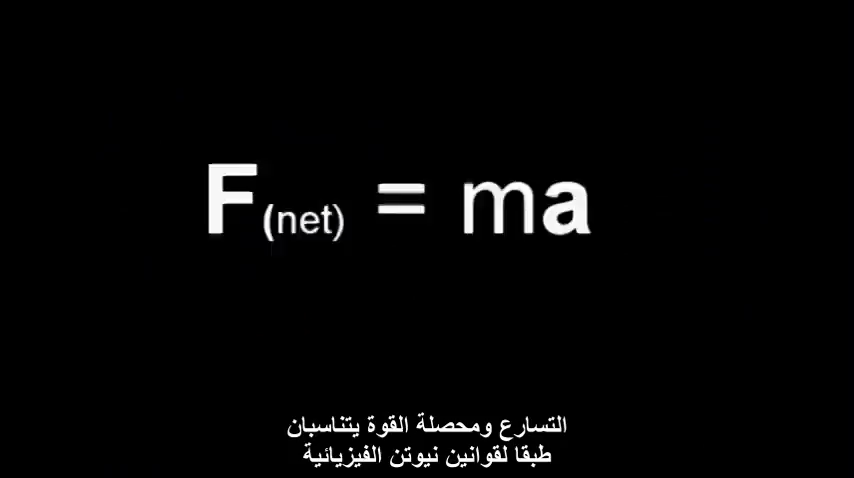 F(net) = ma
التسارع ومحصلة القوة يتناسبان
طبقا لقوانين نيوتن الفيزيائية